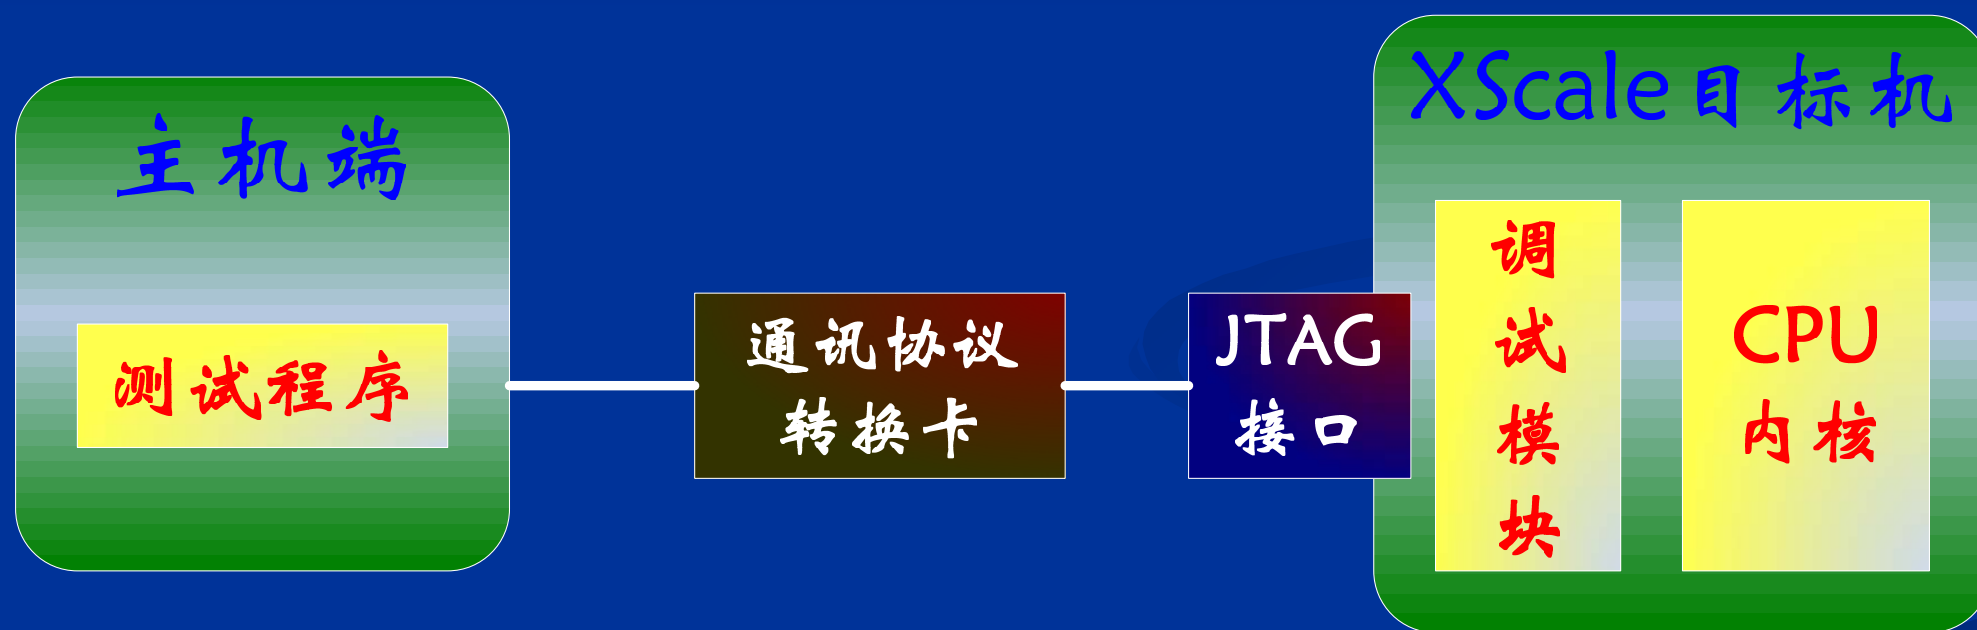 主机端
测试程序
通讯协议
转换卡
JTAG
接口
XScale目标机
调
试
模
块
CPU
内核